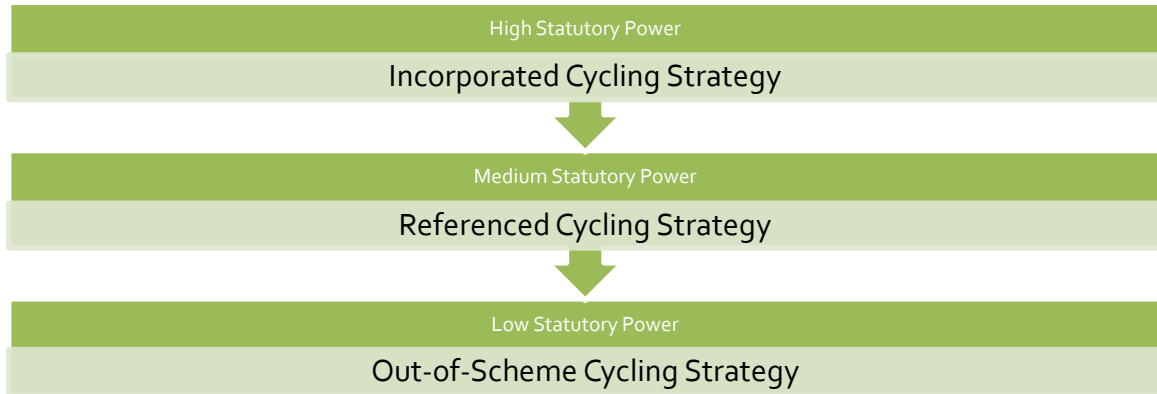 High Statutory Power
Incorporated Cycling Strategy
Medium Statutory Power
Referenced Cycling Strategy
Low Statutory Power
Out-of-Scheme Cycling Strategy